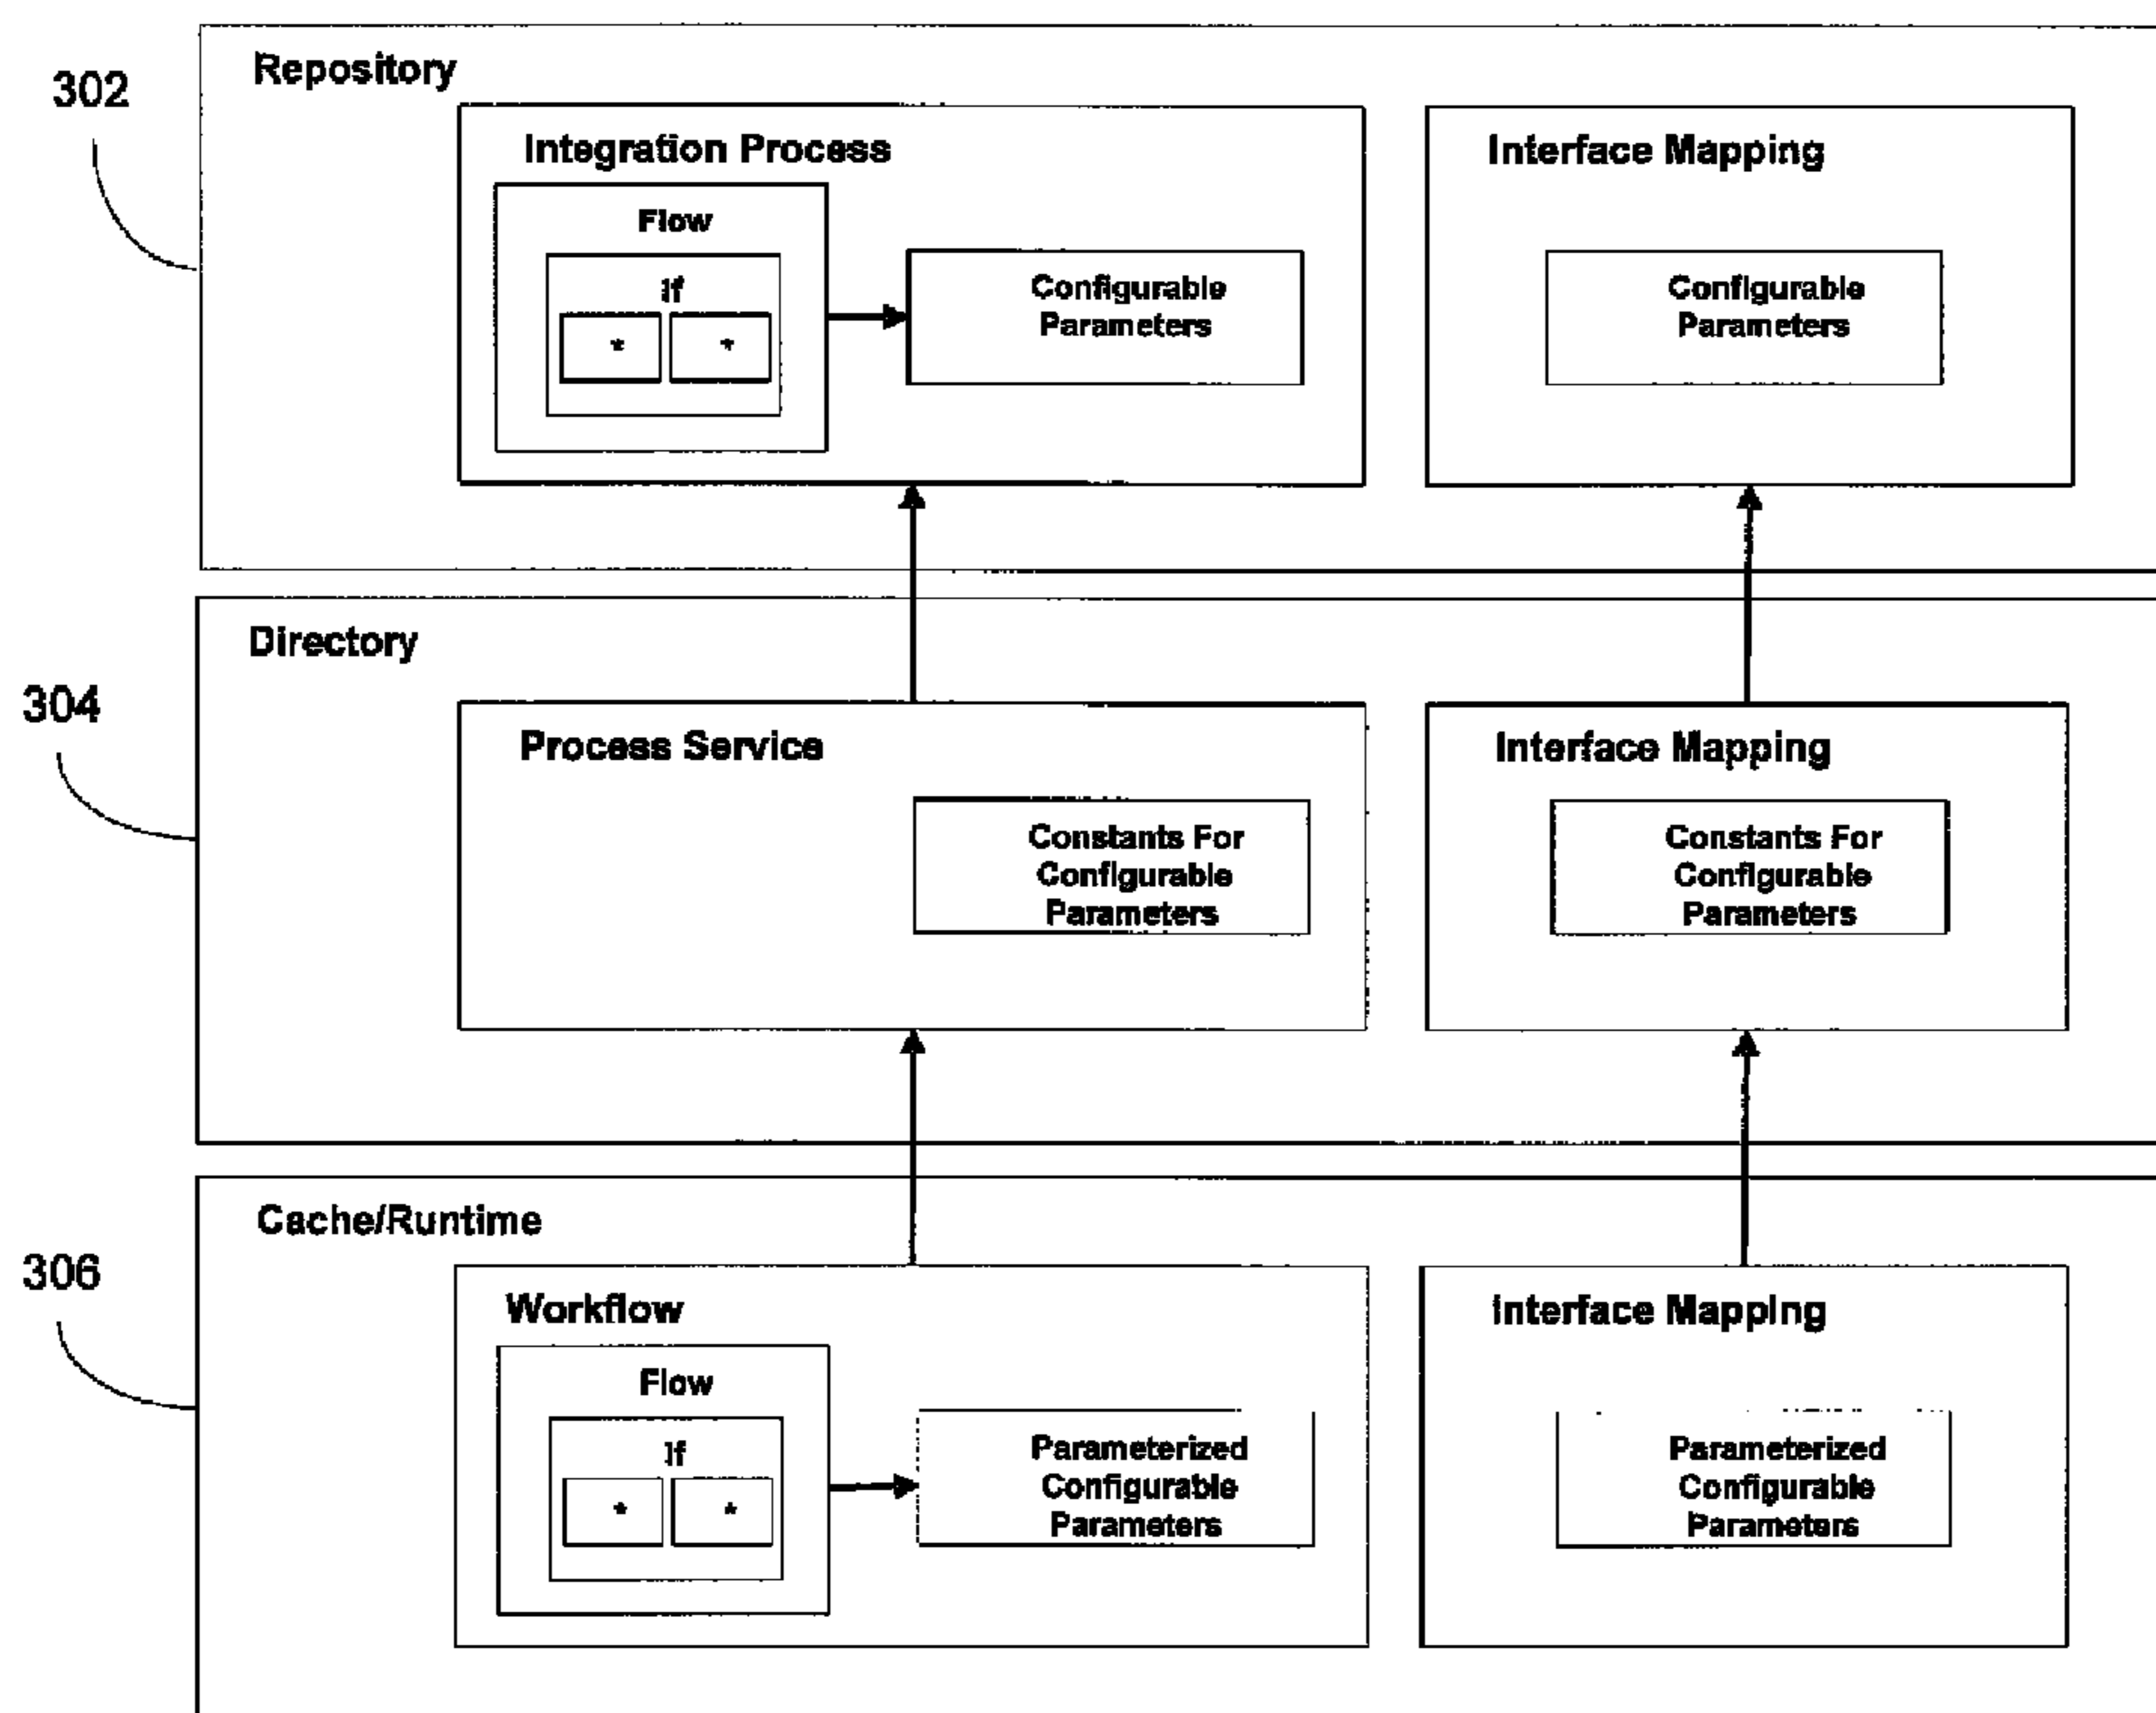 302
Repository
Integration Process
Flow
If
*
*
Configurable
Parameters
Interface Mapping
Configurable
Parameters
304
Directory
Process Service
Constants For
Configurable
Parameters
Interface Mapping
Constants For
Configurable
Parameters
306
Cache/Runtime
Workflow
Flow
If
*
*
Parameterized
Configurable
Parameters
Interface Mapping
Parameterized
Configurable
Parameters